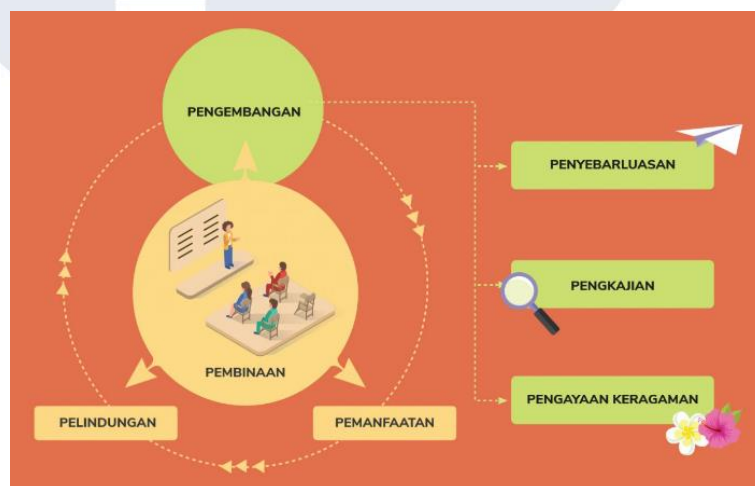 PENGEMBANGAN
PENYEBARLUASAN
PENGKAJIAN
PEMBINAAN
PENGAYAAN KERAGAMAN
PELINDUNGAN
PEMANFAATAN